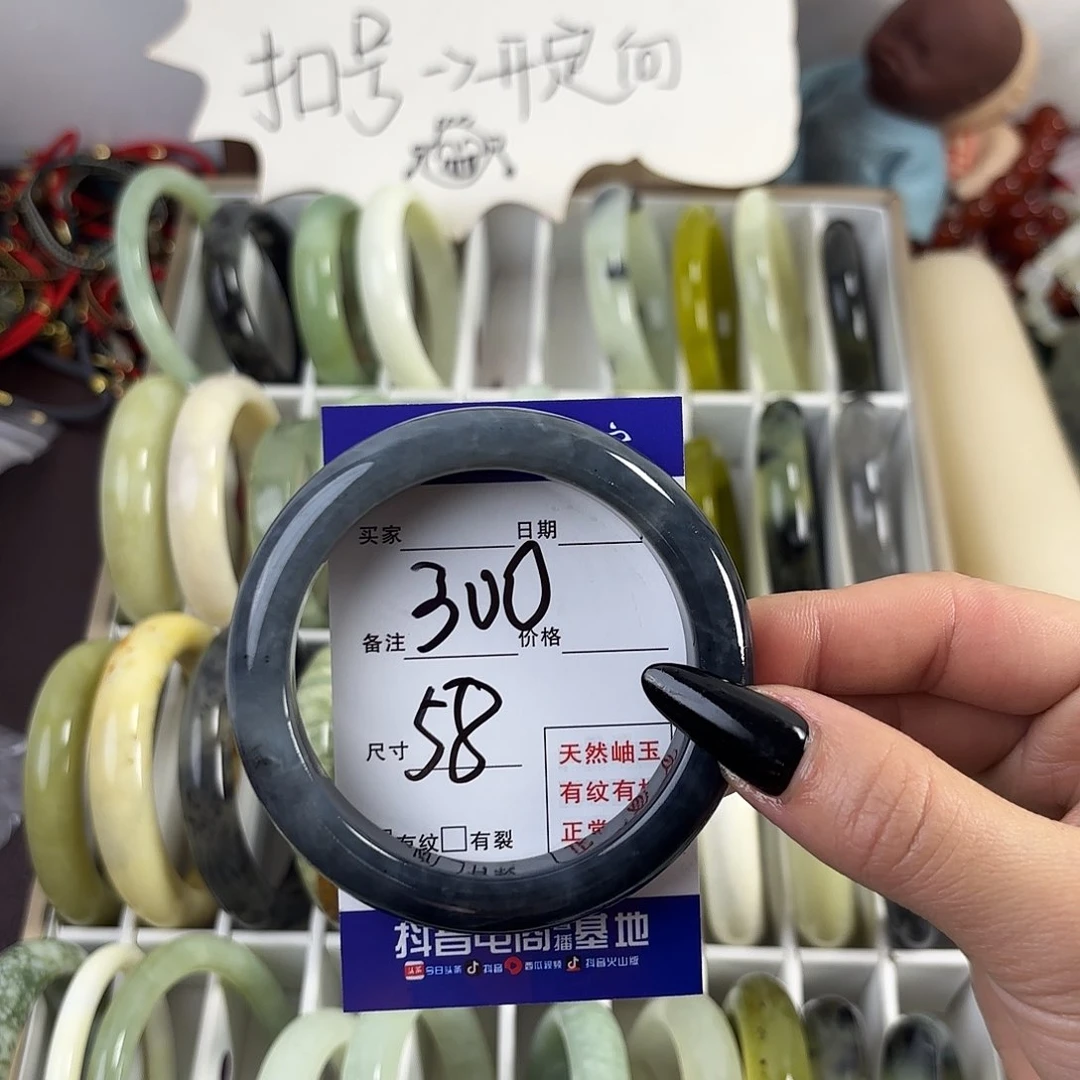 扣号->开定向
买家 日期
300
备注 价格
58
尺寸
天然岫玉
有纹有
正常
有纹 □ 有裂
抖音电商直播基地
今日头条 抖音 西瓜视频 抖音火山版